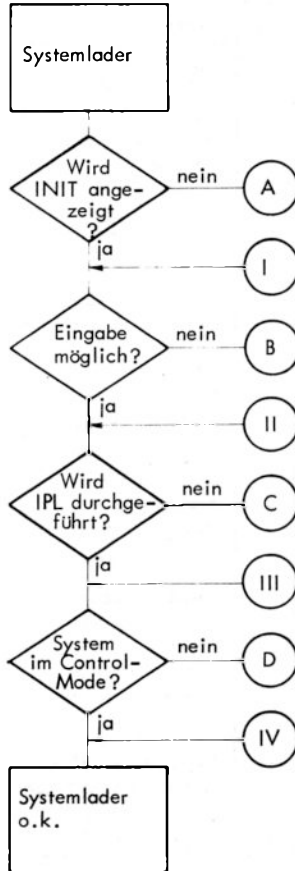 Systemlader
Wird
INIT ange-
zeigt
?
nein
A
ja
I
Eingabe
möglich?
nein
B
ja
II
Wird
IPL durchge-
führt?
nein
C
ja
III
System
im Control-
Mode?
nein
D
ja
IV
Systemlader
o.k.